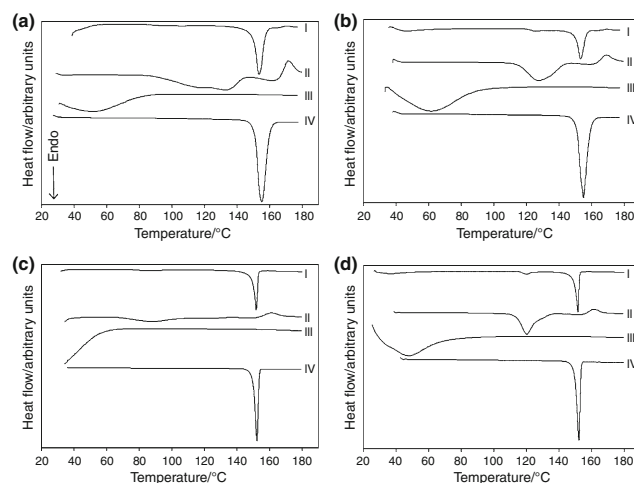 (a)
Heat flow/arbitrary units
Endo
I
II
III
IV
20 40 60 80 100 120 140 160 180
Temperature/°C
(b)
Heat flow/arbitrary units
I
II
III
IV
20 40 60 80 100 120 140 160 180
Temperature/°C
(c)
Heat flow/arbitrary units
I
II
III
IV
20 40 60 80 100 120 140 160 180
Temperature/°C
(d)
Heat flow/arbitrary units
I
II
III
IV
20 40 60 80 100 120 140 160 180
Temperature/°C